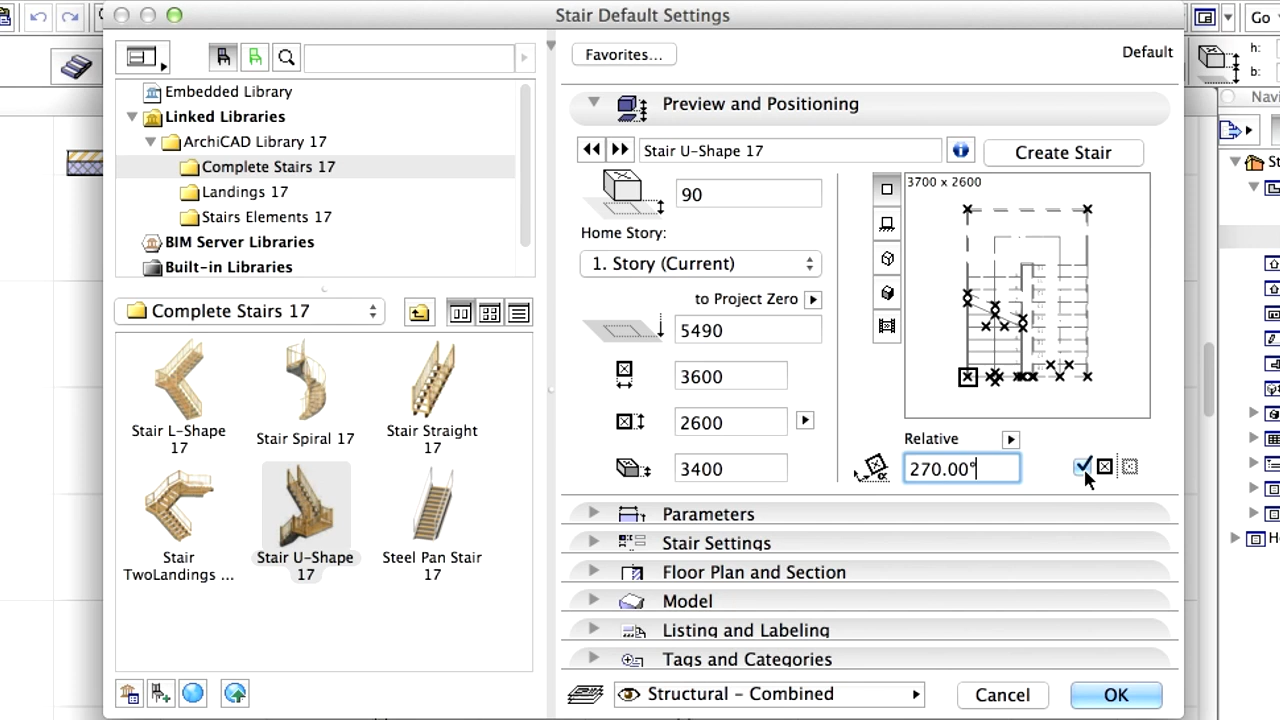 Stair Default Settings
Go
h:
b:
Navi
Embedded Library
Linked Libraries
ArchiCAD Library 17
Complete Stairs 17
Landings 17
Stairs Elements 17
BIM Server Libraries
Built-in Libraries
Complete Stairs 17
Stair L-Shape
17
Stair Spiral 17
Stair Straight
17
Stair
TwoLandings ...
Stair U-Shape
17
Steel Pan Stair
17
Favorites...
Default
Preview and Positioning
Stair U-Shape 17
Create Stair
90
3700 x 2600
Home Story:
1. Story (Current)
to Project Zero
5490
3600
2600
3400
Relative
270.00°
Parameters
Stair Settings
Floor Plan and Section
Model
Listing and Labeling
Tags and Categories
Structural - Combined
Cancel
OK